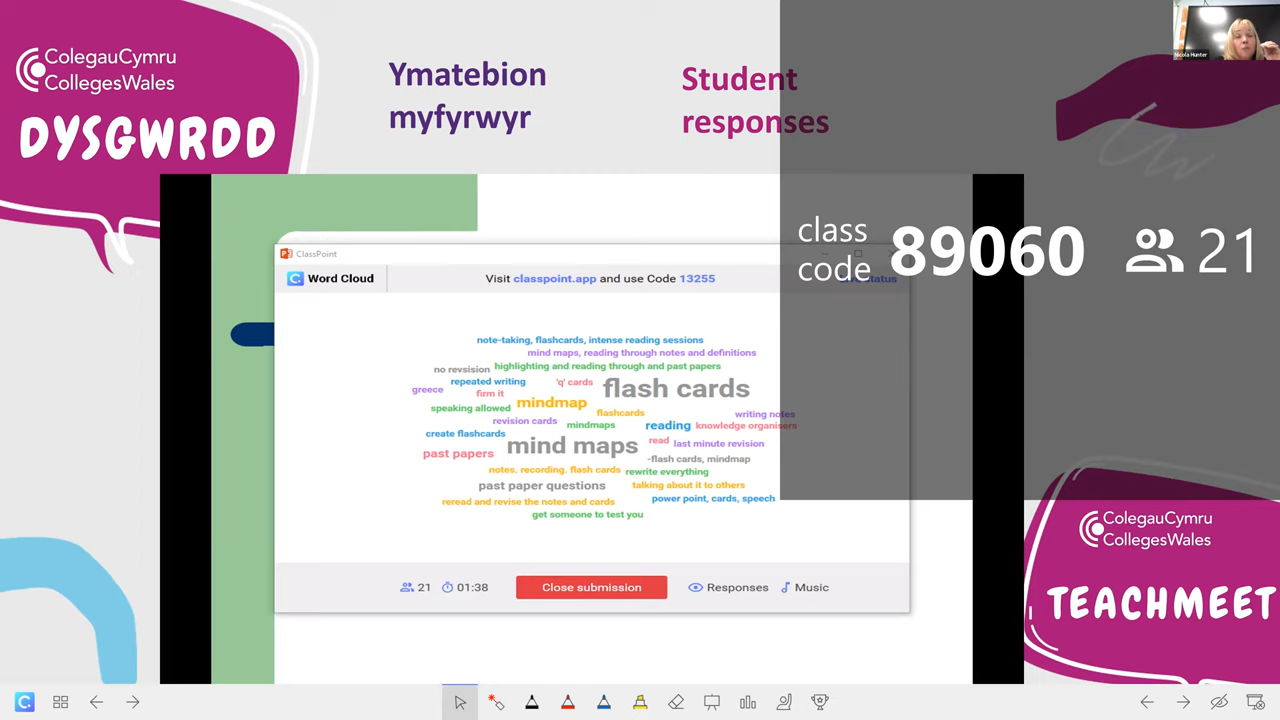 ColegauCymru
CollegesWales
DYSGWRDD
Ymatebion
myfyrwyr
Student
responses
Nicola Hunter
class
code
89060
21
ClassPoint
Word Cloud
Visit classpoint.app and use Code 13255
note-taking, flashcards, intense reading sessions
mind maps, reading through notes and definitions
highlighting and reading through and past papers
no revsision
repeated writing
'q' cards
flash cards
greece
firm it
mindmap
speaking allowed
flashcards
writing notes
revision cards
mindmaps
reading
knowledge organisers
create flashcards
mind maps
read
last minute revision
past papers
-flash cards, mindmap
notes. recording. flash cards
rewrite everything
past paper questions
talking about it to others
reread and revise the notes and cards
power point, cards, speech
get someone to test you
21
01:38
Close submission
Responses
Music
ColegauCymru
CollegesWales
TEACHMEET